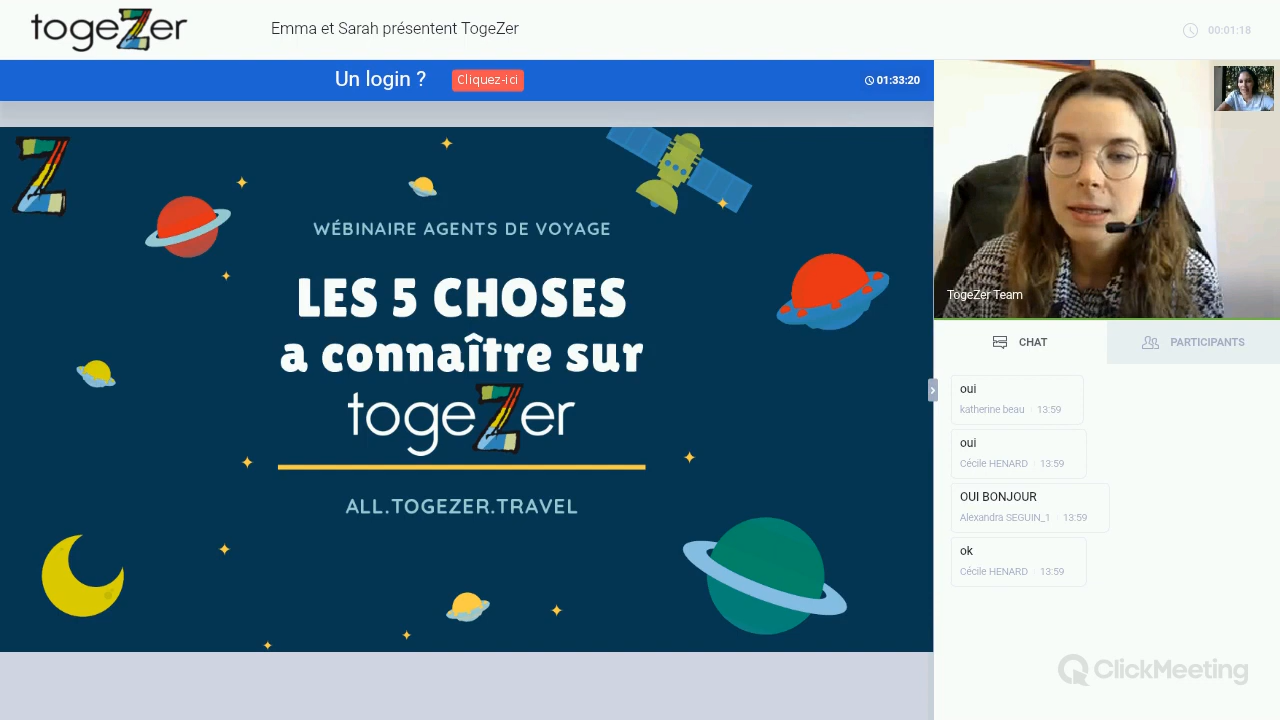 togeZer
Emma et Sarah présentent TogeZer
00:01:18
Un login ?
Cliquez-ici
01:33:20
Z
WÉBINAIRE AGENTS DE VOYAGE
LES 5 CHOSES
a connaître sur
togeZer
ALL.TOGEZER.TRAVEL
TogeZer Team
CHAT
PARTICIPANTS
oui
katherine beau · 13:59
oui
Cécile HENARD · 13:59
OUI BONJOUR
Alexandra SEGUIN_1 · 13:59
ok
Cécile HENARD · 13:59
ClickMeeting